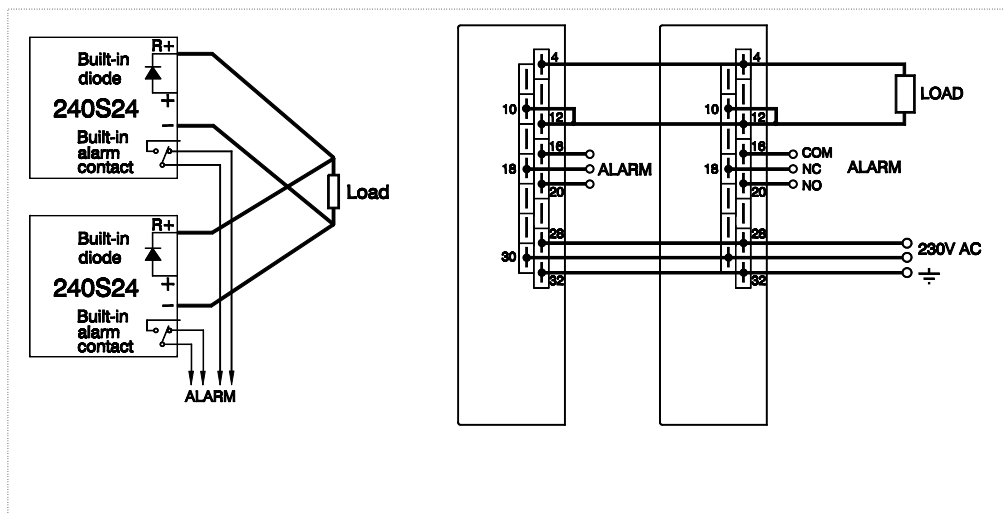 R+
Built-in
diode
+
240S24
−
Built-in
alarm
contact
R+
Built-in
diode
+
240S24
−
Built-in
alarm
contact
Load
ALARM
4
10
12
16
18
ALARM
20
28
30
32
4
10
12
16
18
20
28
32
COM
NC
NO
ALARM
LOAD
230V AC